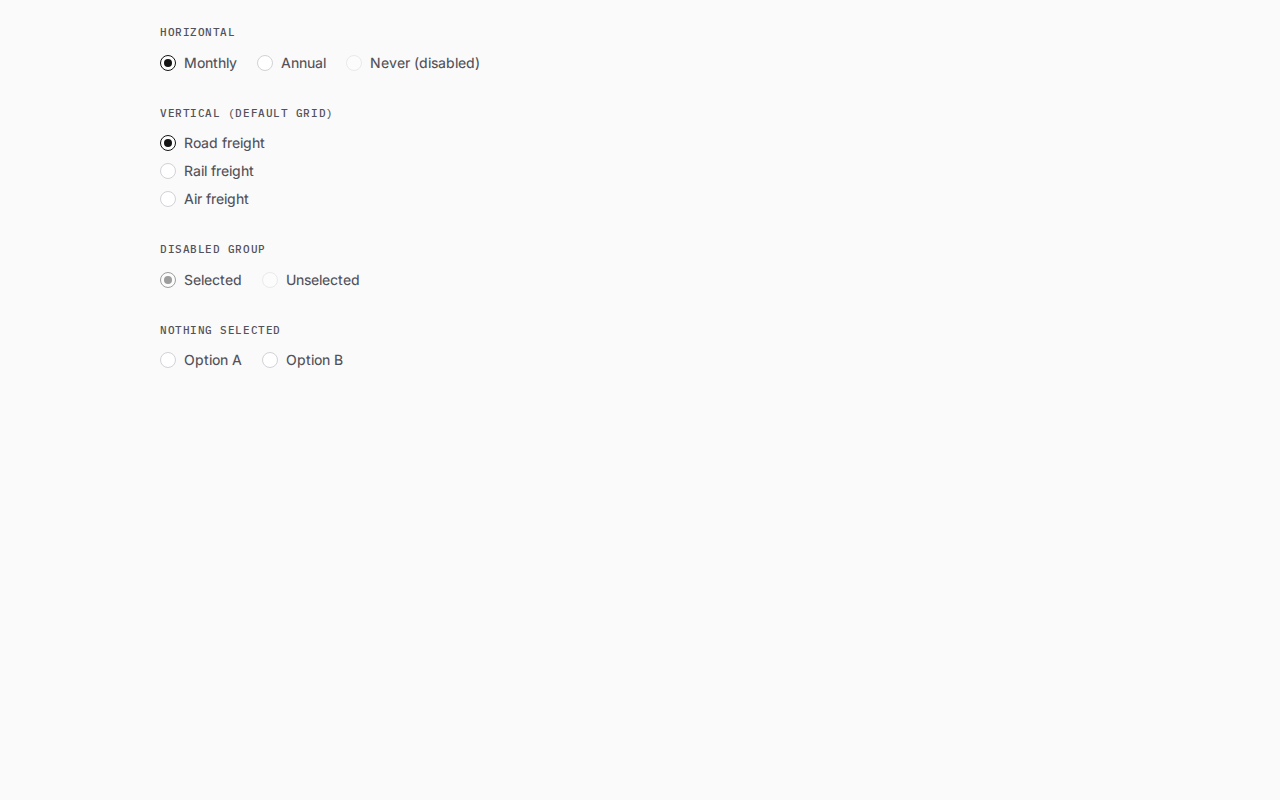 HORIZONTAL
Monthly Annual Never (disabled)
VERTICAL (DEFAULT GRID)
Road freight
Rail freight
Air freight
DISABLED GROUP
Selected Unselected
NOTHING SELECTED
Option A Option B